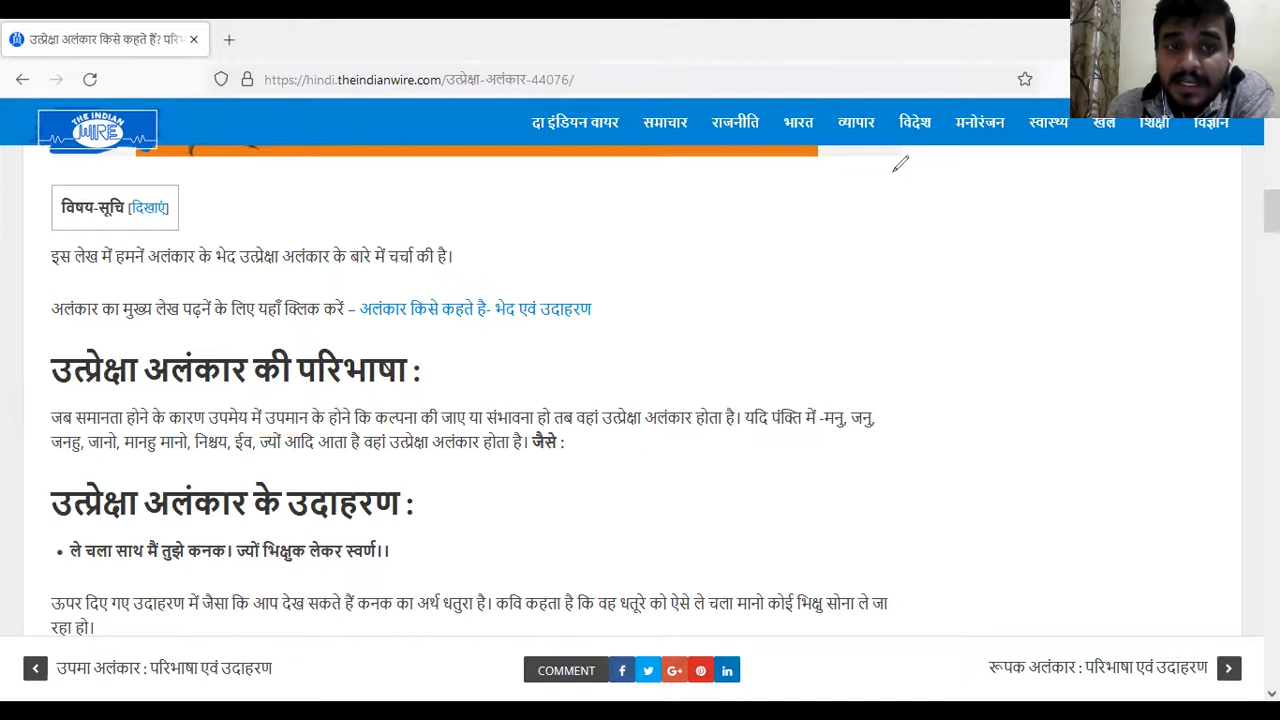 उत्प्रेक्षा अलंकार किसे कहते हैं? परि
https://hindi.theindianwire.com/उत्प्रेक्षा-अलंकार-44076/
THE INDIAN
WIRE
दा इंडियन वायर समाचार राजनीति भारत व्यापार विदेश मनोरंजन स्वास्थ्य खेल शिक्षा विज्ञान
विषय-सूचि [दिखाएं]
इस लेख में हमनें अलंकार के भेद उत्प्रेक्षा अलंकार के बारे में चर्चा की है।
अलंकार का मुख्य लेख पढ़नें के लिए यहाँ क्लिक करें – अलंकार किसे कहते है- भेद एवं उदाहरण
उत्प्रेक्षा अलंकार की परिभाषा :
जब समानता होने के कारण उपमेय में उपमान के होने कि कल्पना की जाए या संभावना हो तब वहां उत्प्रेक्षा अलंकार होता है। यदि पंक्ति में -मनु, जनु,
जनहु, जानो, मानहु मानो, निश्चय, ईव, ज्यों आदि आता है वहां उत्प्रेक्षा अलंकार होता है। जैसे :
उत्प्रेक्षा अलंकार के उदाहरण :
• ले चला साथ मैं तुझे कनक। ज्यों भिक्षुक लेकर स्वर्ण।।
ऊपर दिए गए उदाहरण में जैसा कि आप देख सकते हैं कनक का अर्थ धतुरा है। कवि कहता है कि वह धतूरे को ऐसे ले चला मानो कोई भिक्षु सोना ले जा
रहा हो।
उपमा अलंकार : परिभाषा एवं उदाहरण
COMMENT
रूपक अलंकार : परिभाषा एवं उदाहरण